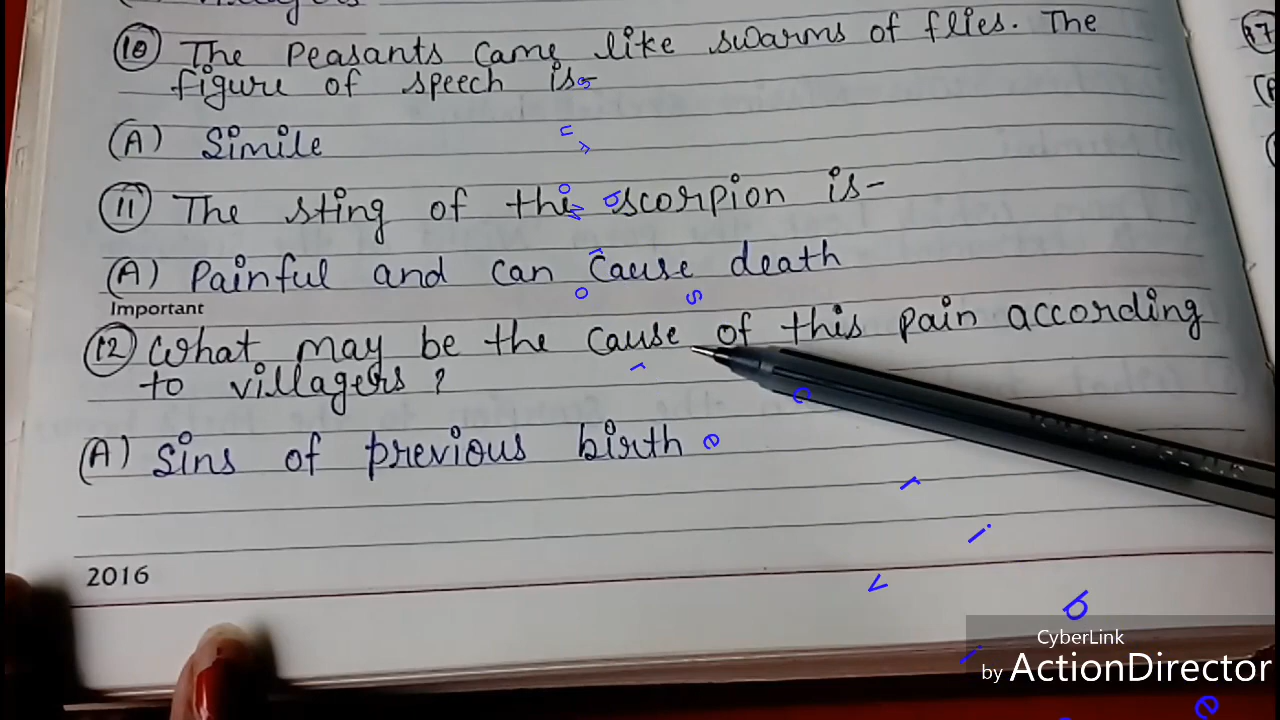 (10) The Peasants came like swarms of flies. The
figure of speech is-
(A) Simile
(11) The sting of this scorpion is-
(A) Painful and can cause death
Important
(12) What may be the cause of this pain according
to villagers ?
(A) Sins of previous birth
2016
CyberLink
by ActionDirector